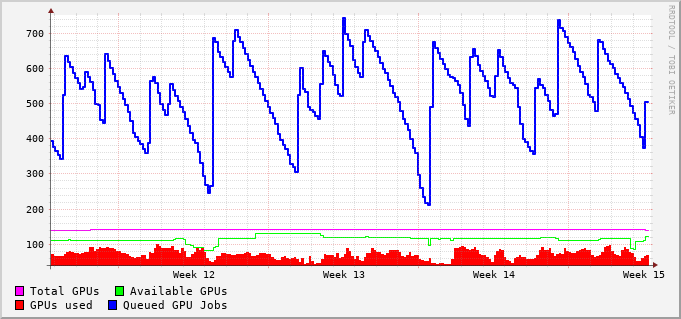 700
600
500
400
300
200
100
Week 12 Week 13 Week 14 Week 15
Total GPUs Available GPUs
GPUs used Queued GPU Jobs
RRDTOOL / TOBI OETIKER